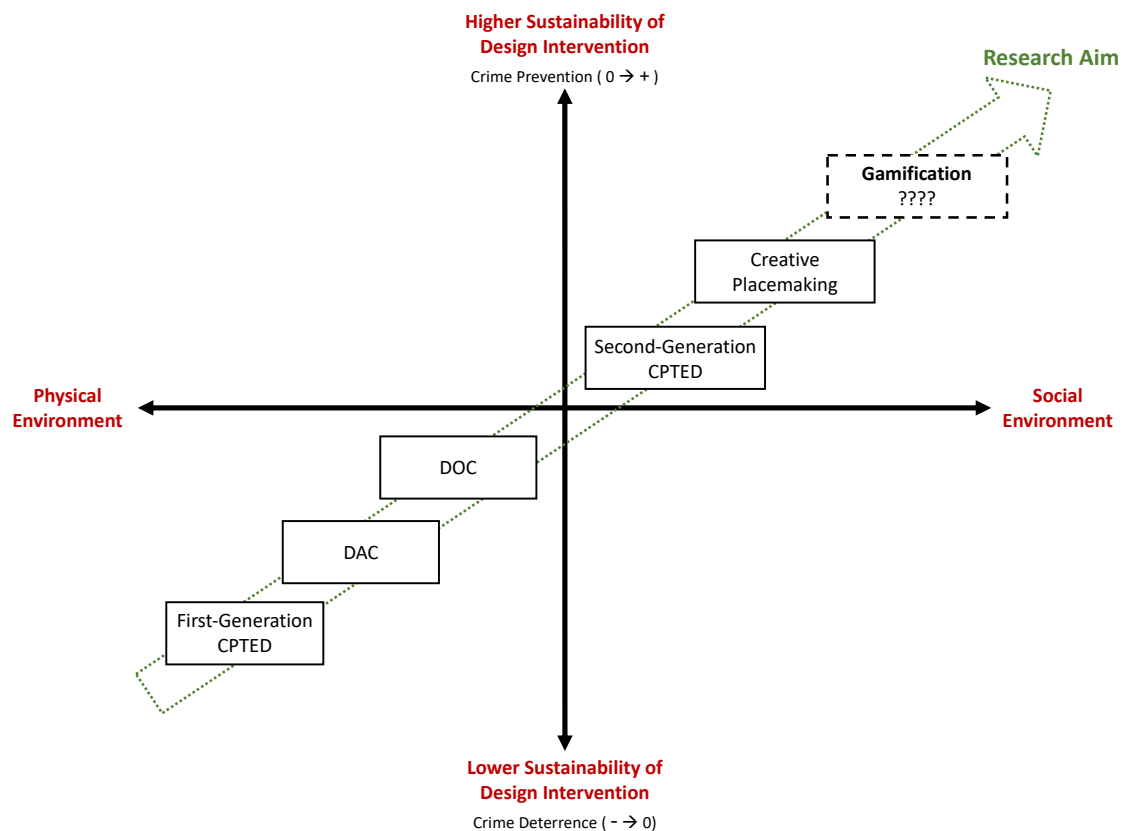 Higher Sustainability of
Design Intervention
Crime Prevention ( 0 → + )
Research Aim
Gamification
????
Creative
Placemaking
Second-Generation
CPTED
Physical
Environment
Social
Environment
DOC
DAC
First-Generation
CPTED
Lower Sustainability of
Design Intervention
Crime Deterrence ( - → 0)